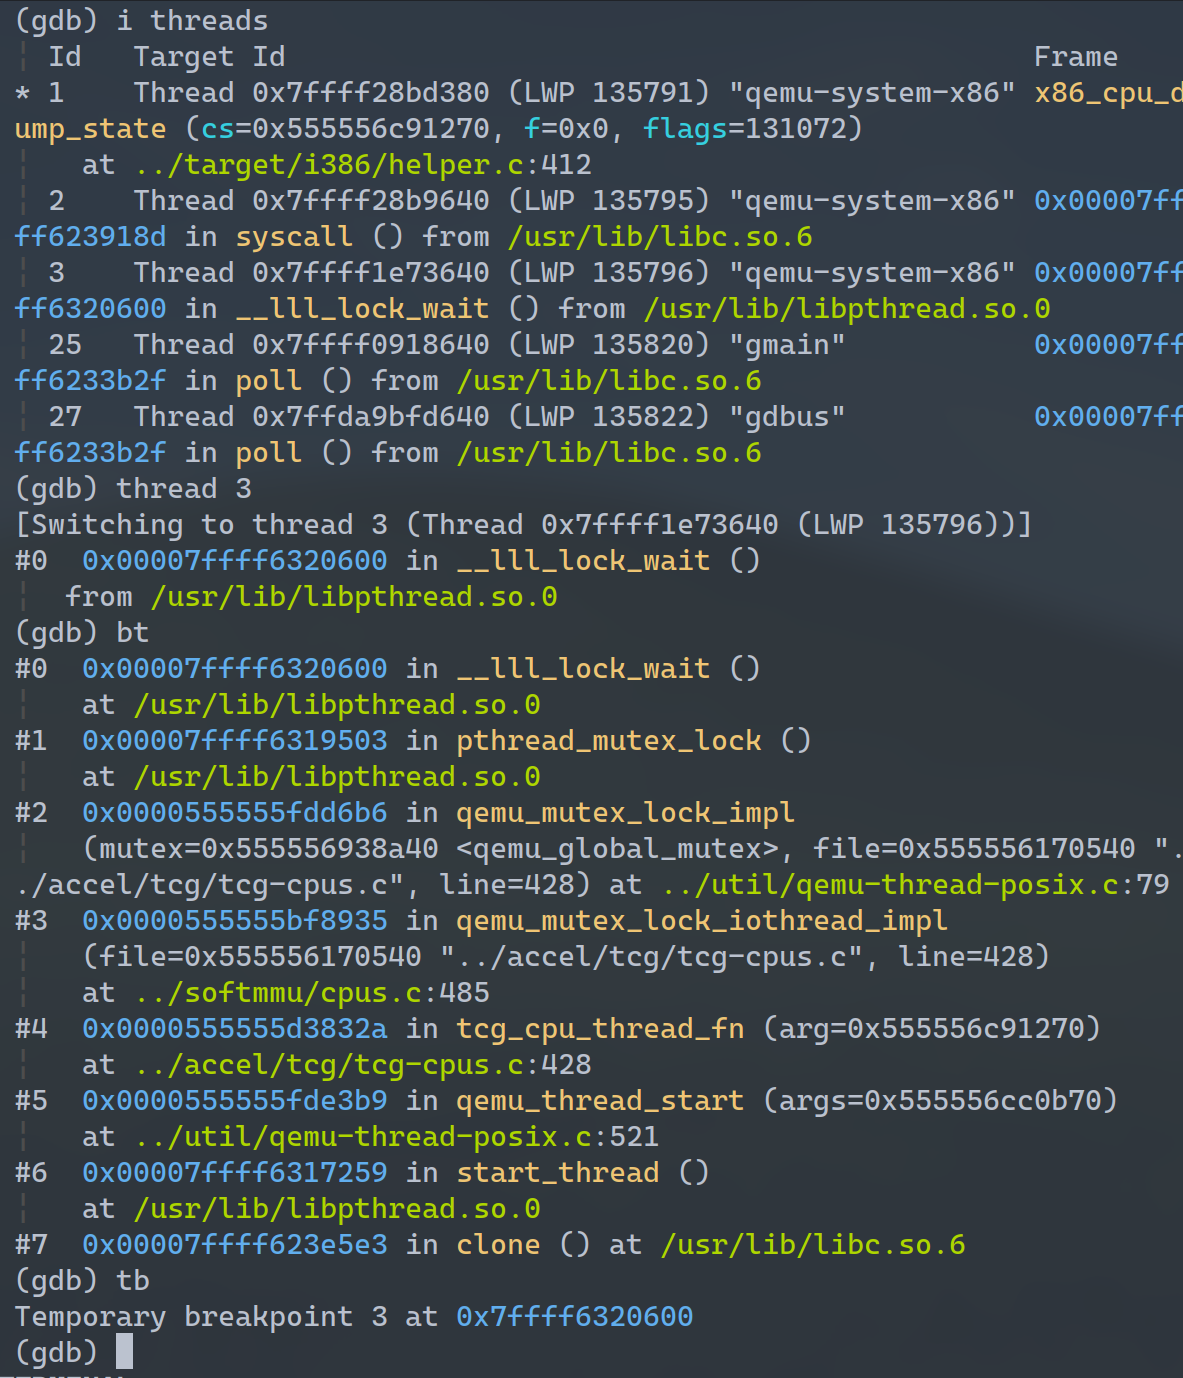 (gdb) i threads
  Id   Target Id                                            Frame
* 1    Thread 0x7ffff28bd380 (LWP 135791) "qemu-system-x86" x86_cpu_d
ump_state (cs=0x555556c91270, f=0x0, flags=131072)
    at ../target/i386/helper.c:412
  2    Thread 0x7ffff28b9640 (LWP 135795) "qemu-system-x86" 0x00007ff
ff623918d in syscall () from /usr/lib/libc.so.6
  3    Thread 0x7ffff1e73640 (LWP 135796) "qemu-system-x86" 0x00007ff
ff6320600 in __lll_lock_wait () from /usr/lib/libpthread.so.0
  25   Thread 0x7ffff0918640 (LWP 135820) "gmain"           0x00007ff
ff6233b2f in poll () from /usr/lib/libc.so.6
  27   Thread 0x7ffda9bfd640 (LWP 135822) "gdbus"           0x00007ff
ff6233b2f in poll () from /usr/lib/libc.so.6
(gdb) thread 3
[Switching to thread 3 (Thread 0x7ffff1e73640 (LWP 135796))]
#0  0x00007ffff6320600 in __lll_lock_wait ()
   from /usr/lib/libpthread.so.0
(gdb) bt
#0  0x00007ffff6320600 in __lll_lock_wait ()
    at /usr/lib/libpthread.so.0
#1  0x00007ffff6319503 in pthread_mutex_lock ()
    at /usr/lib/libpthread.so.0
#2  0x0000555555fdd6b6 in qemu_mutex_lock_impl
    (mutex=0x555556938a40 <qemu_global_mutex>, file=0x555556170540 ".
./accel/tcg/tcg-cpus.c", line=428) at ../util/qemu-thread-posix.c:79
#3  0x0000555555bf8935 in qemu_mutex_lock_iothread_impl
    (file=0x555556170540 "../accel/tcg/tcg-cpus.c", line=428)
    at ../softmmu/cpus.c:485
#4  0x0000555555d3832a in tcg_cpu_thread_fn (arg=0x555556c91270)
    at ../accel/tcg/tcg-cpus.c:428
#5  0x0000555555fde3b9 in qemu_thread_start (args=0x555556cc0b70)
    at ../util/qemu-thread-posix.c:521
#6  0x00007ffff6317259 in start_thread ()
    at /usr/lib/libpthread.so.0
#7  0x00007ffff623e5e3 in clone () at /usr/lib/libc.so.6
(gdb) tb
Temporary breakpoint 3 at 0x7ffff6320600
(gdb)